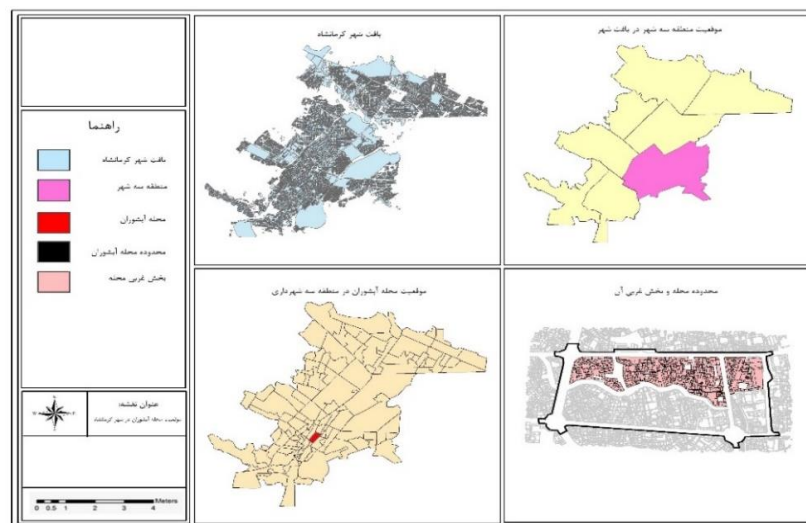 بافت شهر کرمانشاه
موقعیت منطقه سه شهر در بافت شهر
راهنما
بافت شهر کرمانشاه
منطقه سه شهر
محله آبشوران
محدوده محله آبشوران
بخش غربی محله
موقعیت محله آبشوران در منطقه سه شهرداری
محدوده محله و بخش غربی آن
عنوان نقشه:
موقعیت محله آبشوران در شهر کرمانشاه
Meters
0 0.5 1 2 3 4